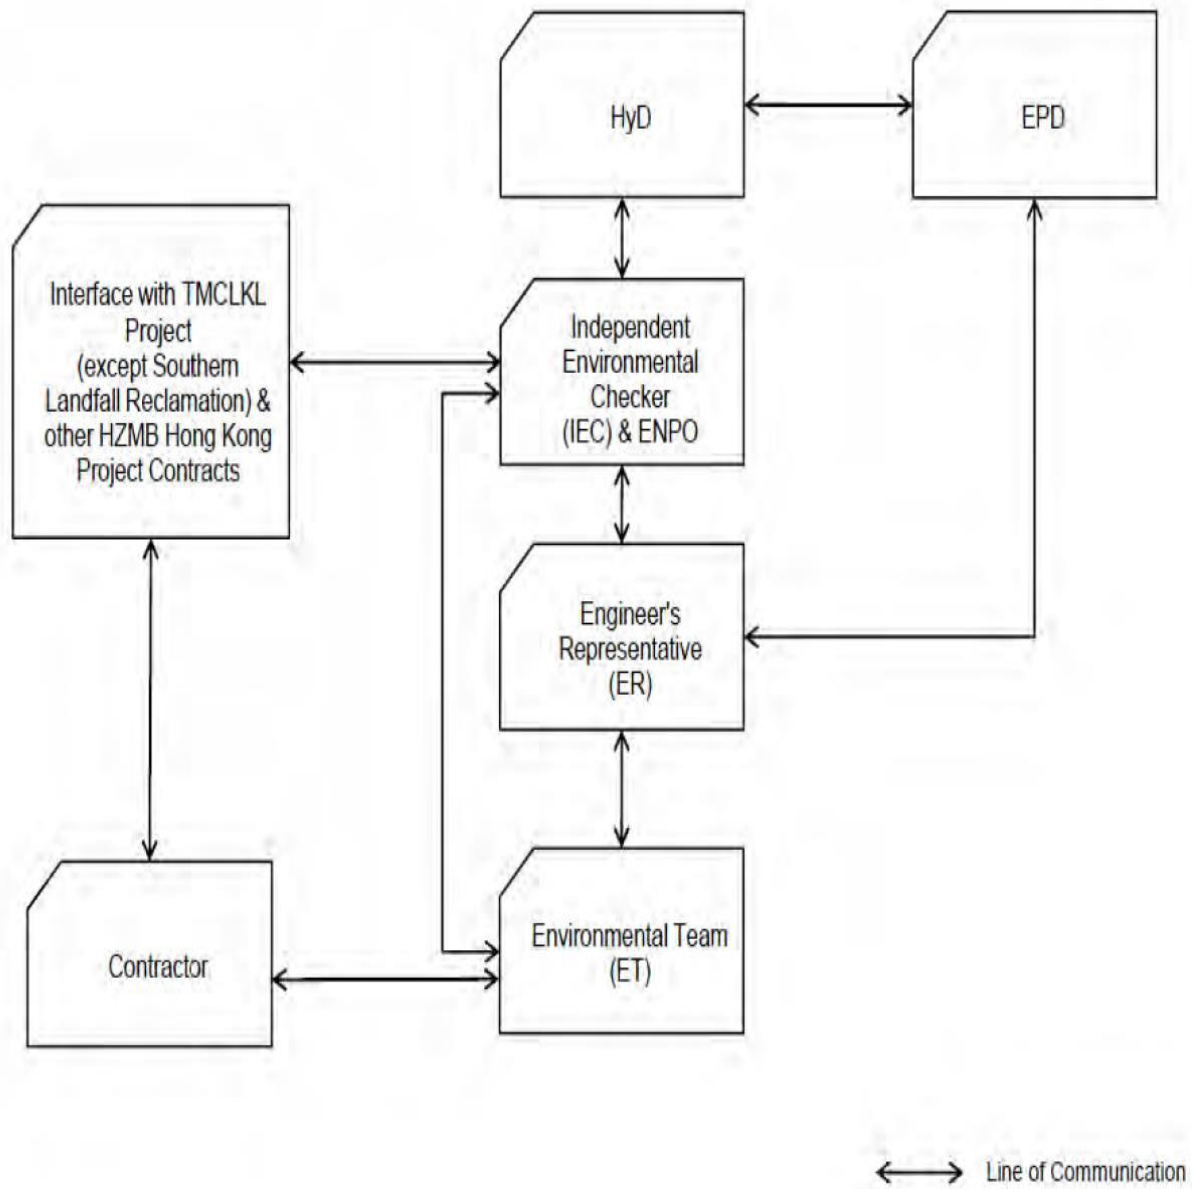 HyD
EPD
Interface with TMCLKL
Project
(except Southern
Landfall Reclamation) &
other HZMB Hong Kong
Project Contracts
Independent
Environmental
Checker
(IEC) & ENPO
Engineer's
Representative
(ER)
Environmental Team
(ET)
Contractor
Line of Communication